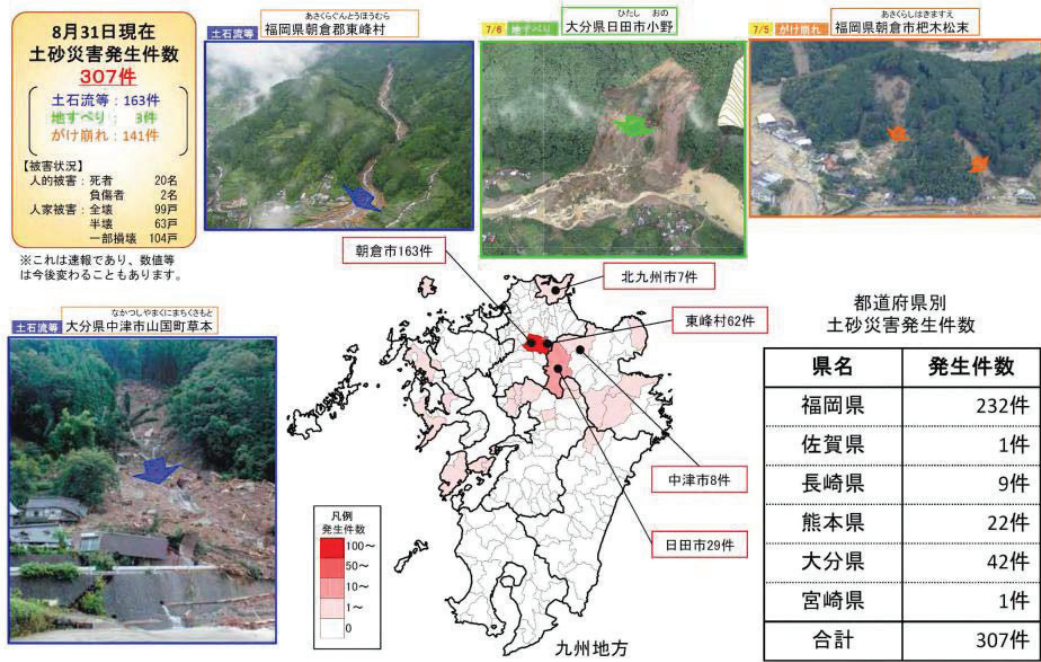 8月31日現在
土砂災害発生件数
307件
土石流等：163件
地すべり： 3件
がけ崩れ：141件
【被害状況】
人的被害：死者 20名
負傷者 2名
人家被害：全壊 99戸
半壊 63戸
一部損壊 104戸
※これは速報であり、数値等
は今後変わることもあります。
あさくらぐんとうほうむら
土石流等 福岡県朝倉郡東峰村
ひたし おの
7/6 地すべり 大分県日田市小野
あさくらしはきますえ
7/5 がけ崩れ 福岡県朝倉市杷木松末
なかつしやまくにまちくさもと
土石流等 大分県中津市山国町草本
朝倉市163件
北九州市7件
東峰村62件
中津市8件
日田市29件
凡例
発生件数
100～
50～
10～
1～
0
九州地方
都道府県別
土砂災害発生件数
県名 発生件数
福岡県 232件
佐賀県 1件
長崎県 9件
熊本県 22件
大分県 42件
宮崎県 1件
合計 307件